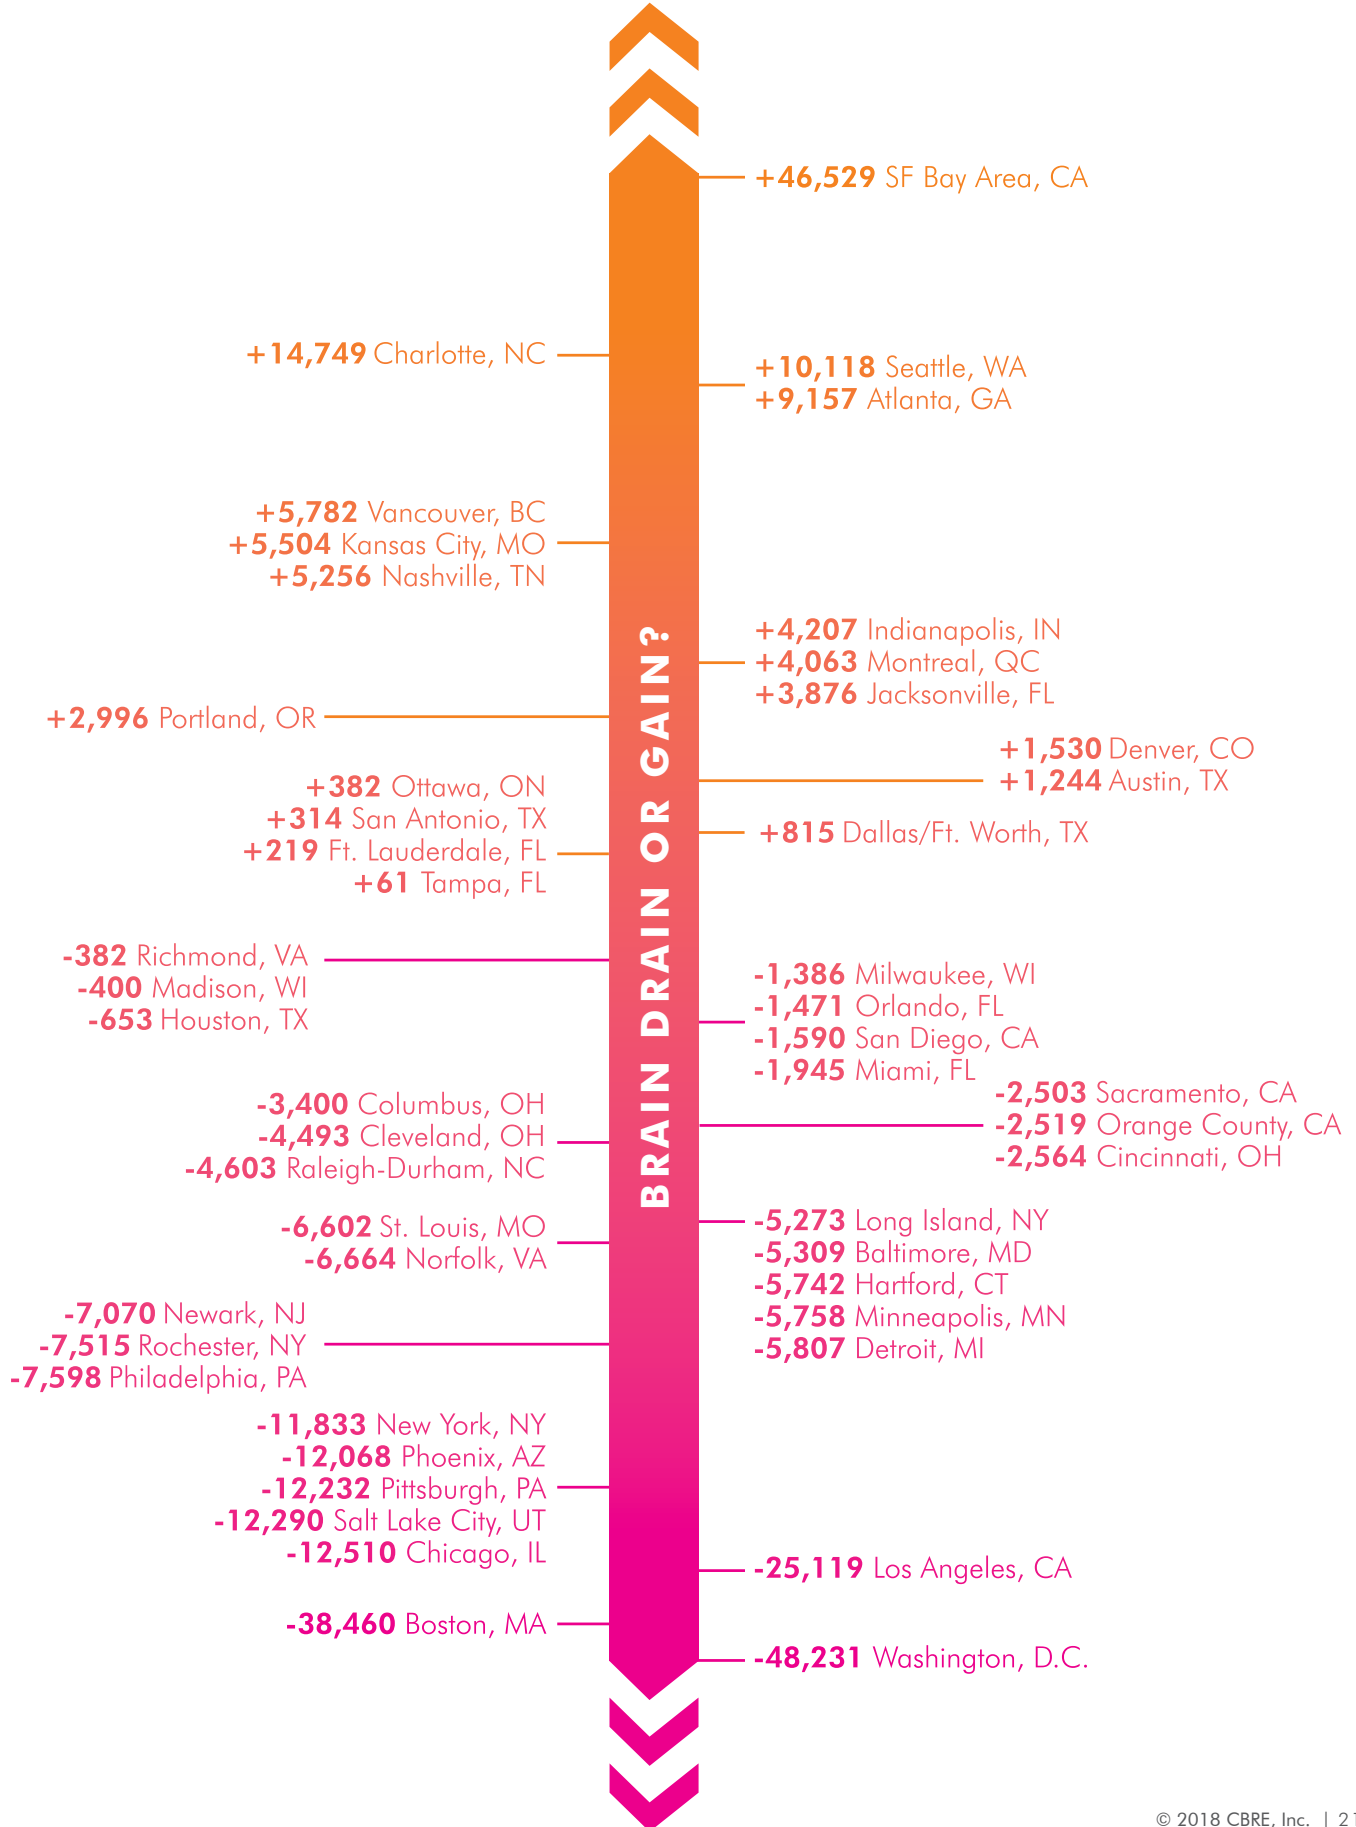 +46,529 SF Bay Area, CA
+14,749 Charlotte, NC
+10,118 Seattle, WA
+9,157 Atlanta, GA
+5,782 Vancouver, BC
+5,504 Kansas City, MO
+5,256 Nashville, TN
+4,207 Indianapolis, IN
+4,063 Montreal, QC
+3,876 Jacksonville, FL
+2,996 Portland, OR
+1,530 Denver, CO
+1,244 Austin, TX
+815 Dallas/Ft. Worth, TX
+382 Ottawa, ON
+314 San Antonio, TX
+219 Ft. Lauderdale, FL
+61 Tampa, FL
BRAIN DRAIN OR GAIN?
-382 Richmond, VA
-400 Madison, WI
-653 Houston, TX
-1,386 Milwaukee, WI
-1,471 Orlando, FL
-1,590 San Diego, CA
-1,945 Miami, FL
-2,503 Sacramento, CA
-2,519 Orange County, CA
-2,564 Cincinnati, OH
-3,400 Columbus, OH
-4,493 Cleveland, OH
-4,603 Raleigh-Durham, NC
-5,273 Long Island, NY
-5,309 Baltimore, MD
-5,742 Hartford, CT
-5,758 Minneapolis, MN
-5,807 Detroit, MI
-6,602 St. Louis, MO
-6,664 Norfolk, VA
-7,070 Newark, NJ
-7,515 Rochester, NY
-7,598 Philadelphia, PA
-11,833 New York, NY
-12,068 Phoenix, AZ
-12,232 Pittsburgh, PA
-12,290 Salt Lake City, UT
-12,510 Chicago, IL
-25,119 Los Angeles, CA
-38,460 Boston, MA
-48,231 Washington, D.C.
© 2018 CBRE, Inc. | 21